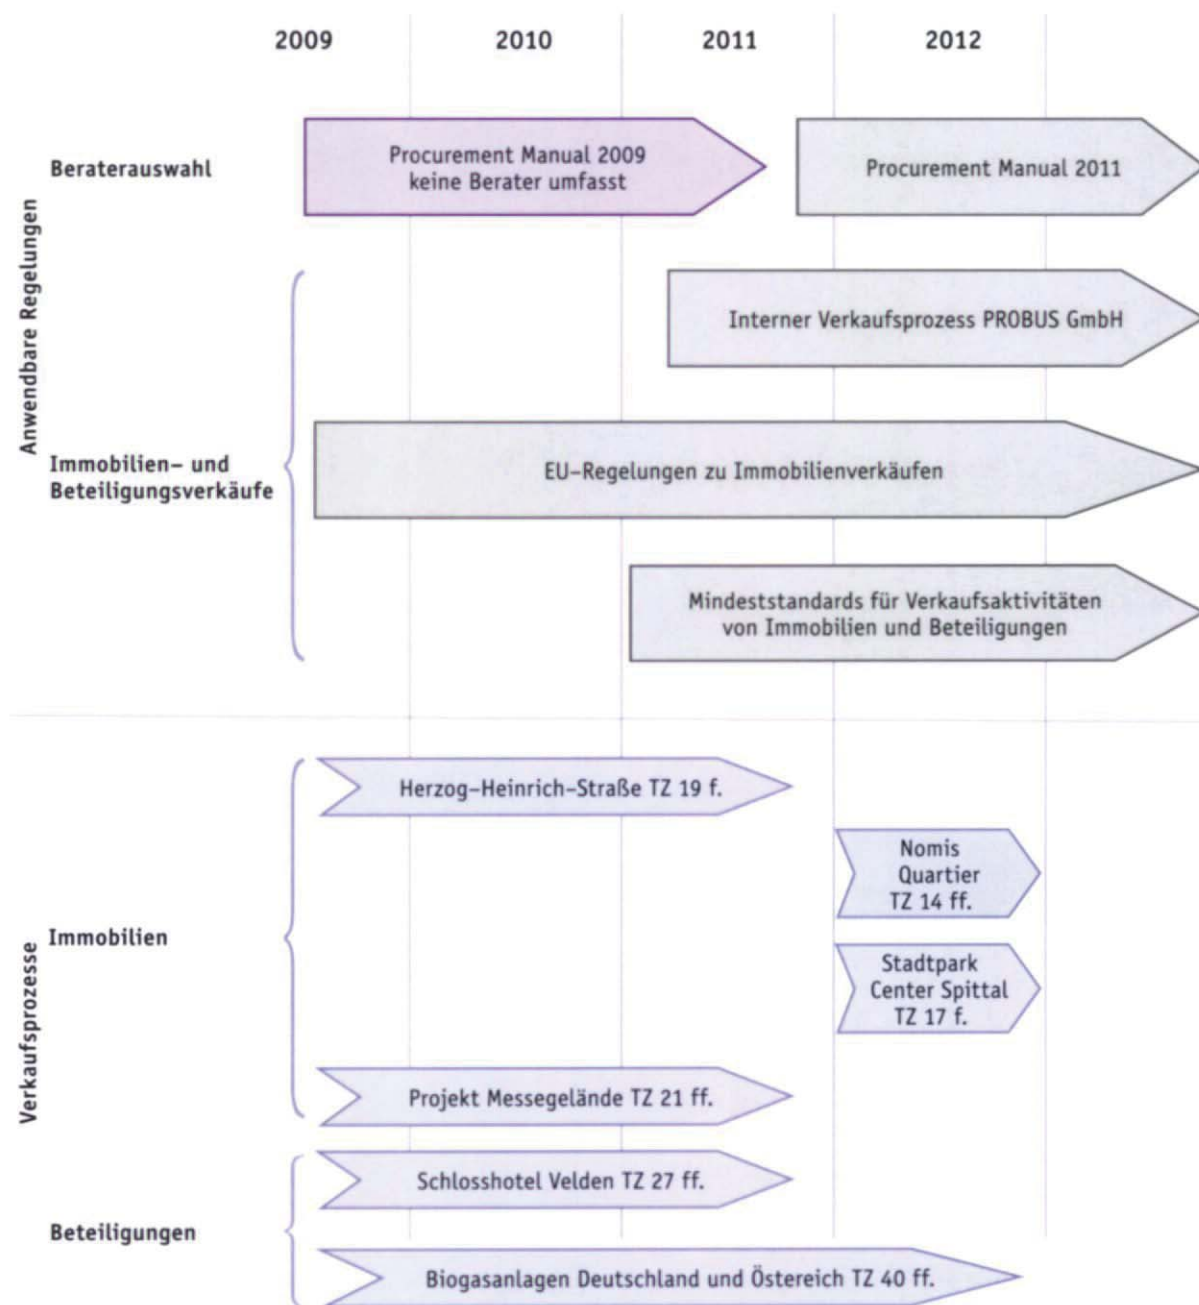 2009 2010 2011 2012
Anwendbare Regelungen
Beraterauswahl
Procurement Manual 2009
keine Berater umfasst
Procurement Manual 2011
Interner Verkaufsprozess PROBUS GmbH
Immobilien- und
Beteiligungsverkäufe
EU-Regelungen zu Immobilienverkäufen
Mindeststandards für Verkaufsaktivitäten
von Immobilien und Beteiligungen
Verkaufsprozesse
Immobilien
Herzog-Heinrich-Straße TZ 19 f.
Nomis
Quartier
TZ 14 ff.
Stadtpark
Center Spittal
TZ 17 f.
Projekt Messegelände TZ 21 ff.
Beteiligungen
Schlosshotel Velden TZ 27 ff.
Biogasanlagen Deutschland und Östereich TZ 40 ff.